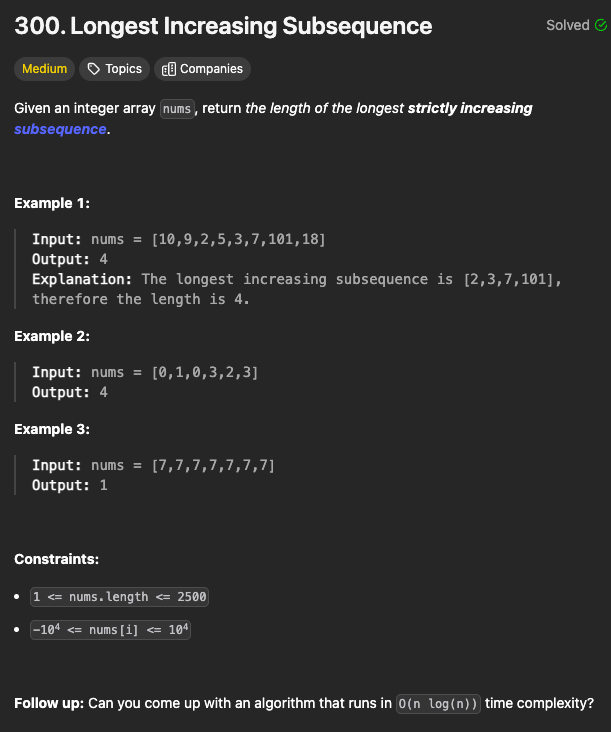 300. Longest Increasing Subsequence
Solved
Medium Topics Companies
Given an integer array nums, return the length of the longest strictly increasing
subsequence.
Example 1:
Input: nums = [10,9,2,5,3,7,101,18]
Output: 4
Explanation: The longest increasing subsequence is [2,3,7,101],
therefore the length is 4.
Example 2:
Input: nums = [0,1,0,3,2,3]
Output: 4
Example 3:
Input: nums = [7,7,7,7,7,7,7]
Output: 1
Constraints:
• 1 <= nums.length <= 2500
• -10⁴ <= nums[i] <= 10⁴
Follow up: Can you come up with an algorithm that runs in O(n log(n)) time complexity?